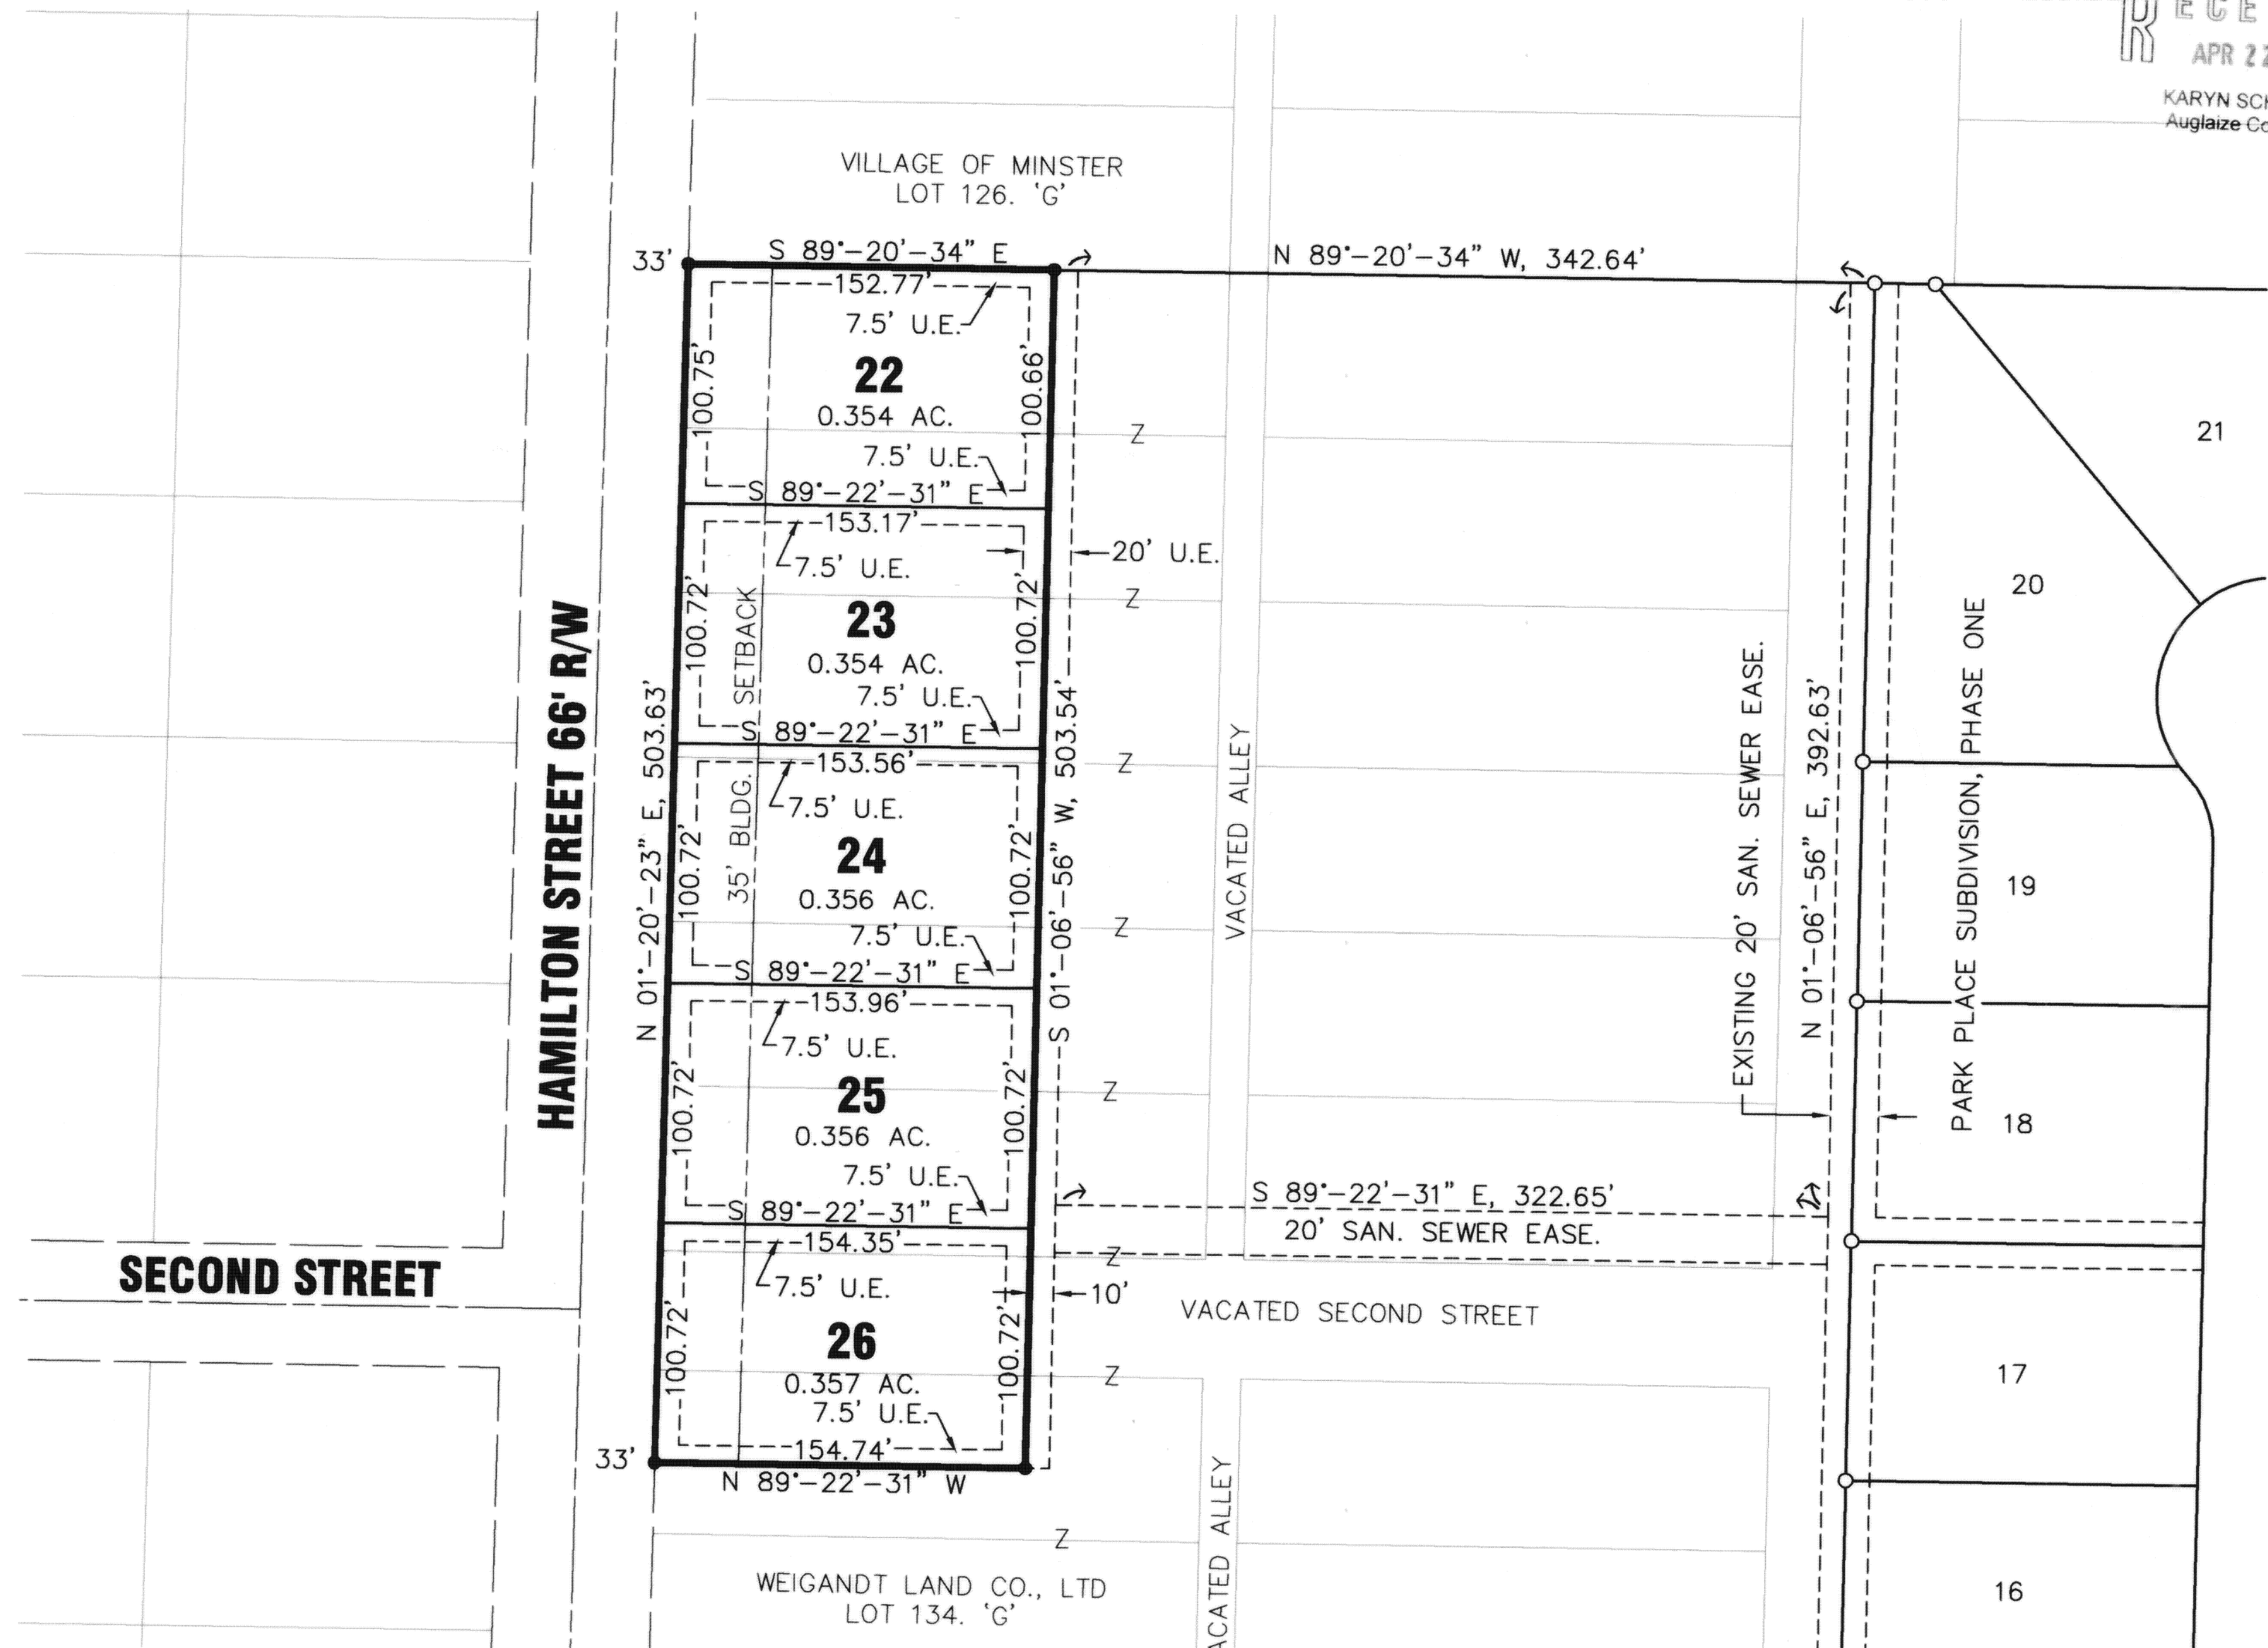 RECE
APR 22
KARYN SCH
Auglaize Co
VILLAGE OF MINSTER
LOT 126. 'G'
33'
S 89°-20'-34" E
N 89°-20'-34" W, 342.64'
152.77'
7.5' U.E.
100.75'
22
0.354 AC.
100.66'
7.5' U.E.
S 89°-22'-31" E
Z
153.17'
7.5' U.E.
20' U.E.
100.72'
23
0.354 AC.
100.72'
7.5' U.E.
S 89°-22'-31" E
Z
153.56'
7.5' U.E.
Z
100.72'
24
0.356 AC.
100.72'
7.5' U.E.
S 89°-22'-31" E
Z
153.96'
7.5' U.E.
100.72'
25
0.356 AC.
100.72'
7.5' U.E.
S 89°-22'-31" E
Z
154.35'
7.5' U.E.
Z
10'
100.72'
26
0.357 AC.
100.72'
7.5' U.E.
Z
154.74'
33'
N 89°-22'-31" W
35' BLDG. SETBACK
N 01°-20'-23" E, 503.63'
S 01°-06'-56" W, 503.54'
HAMILTON STREET 66' R/W
SECOND STREET
VACATED ALLEY
S 89°-22'-31" E, 322.65'
20' SAN. SEWER EASE.
VACATED SECOND STREET
EXISTING 20' SAN. SEWER EASE.
N 01°-06'-56" E, 392.63'
PARK PLACE SUBDIVISION, PHASE ONE
21
20
19
18
17
16
Z
WEIGANDT LAND CO., LTD
LOT 134. 'G'
ACATED ALLEY